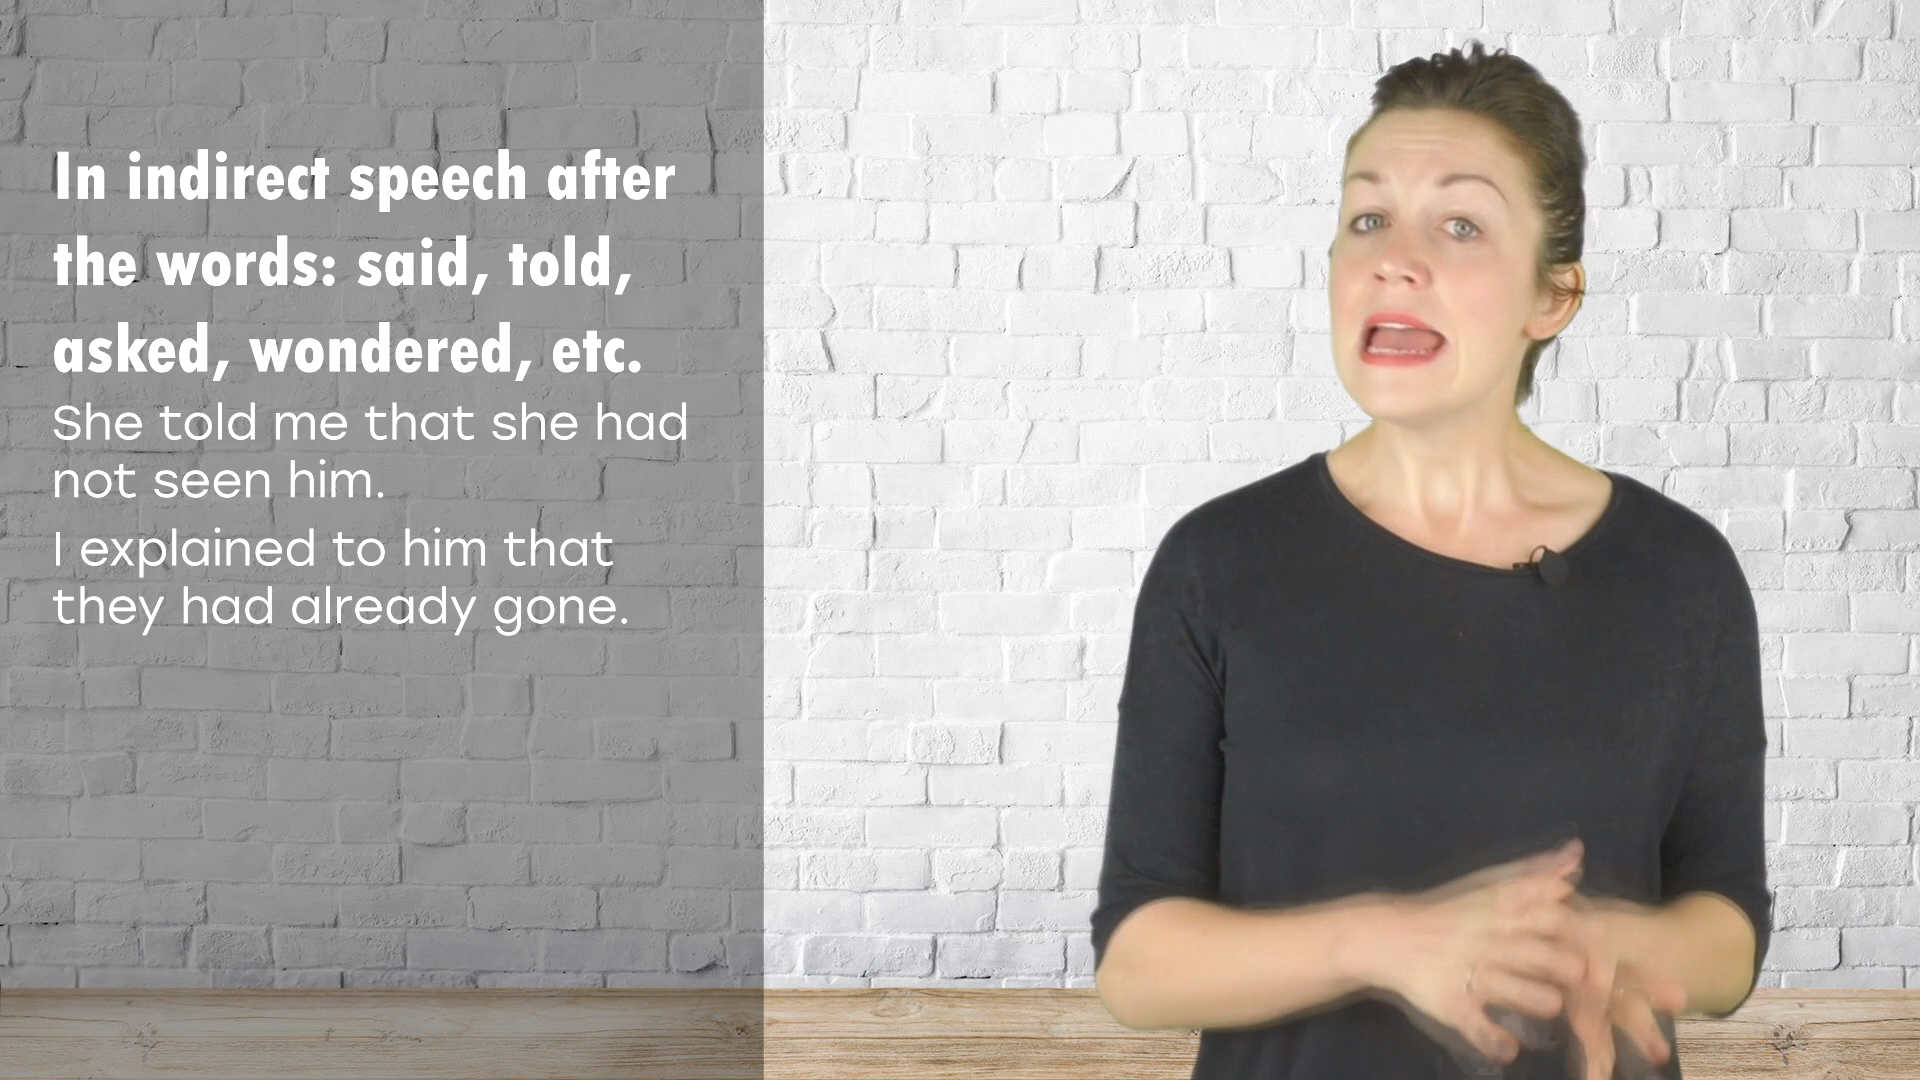 In indirect speech after
the words: said, told,
asked, wondered, etc.
She told me that she had
not seen him.
I explained to him that
they had already gone.